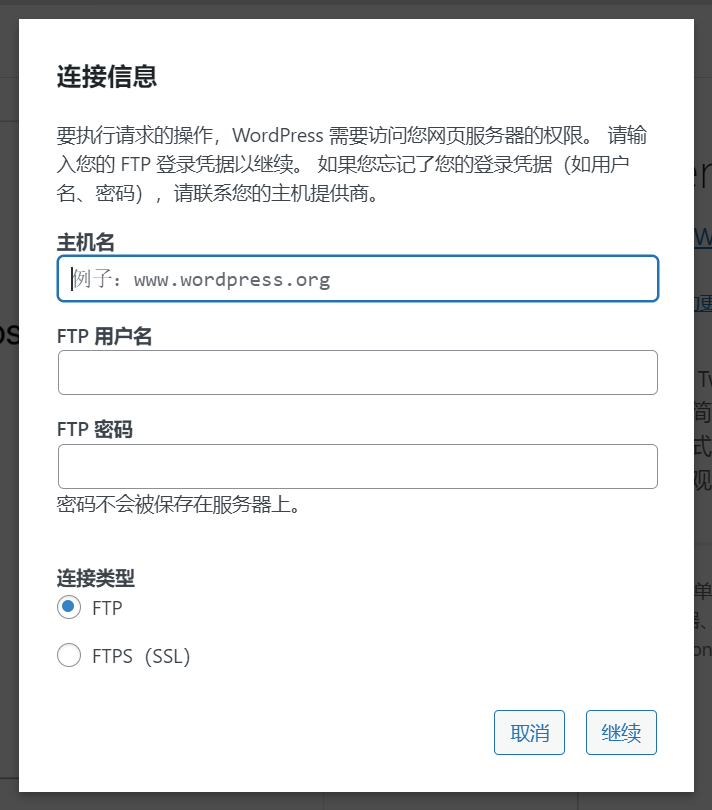 连接信息
要执行请求的操作，WordPress 需要访问您网页服务器的权限。 请输
入您的 FTP 登录凭据以继续。 如果您忘记了您的登录凭据（如用户
名、密码），请联系您的主机提供商。
主机名
例子：www.wordpress.org
FTP 用户名
FTP 密码
密码不会被保存在服务器上。
连接类型
FTP
FTPS（SSL）
取消
继续